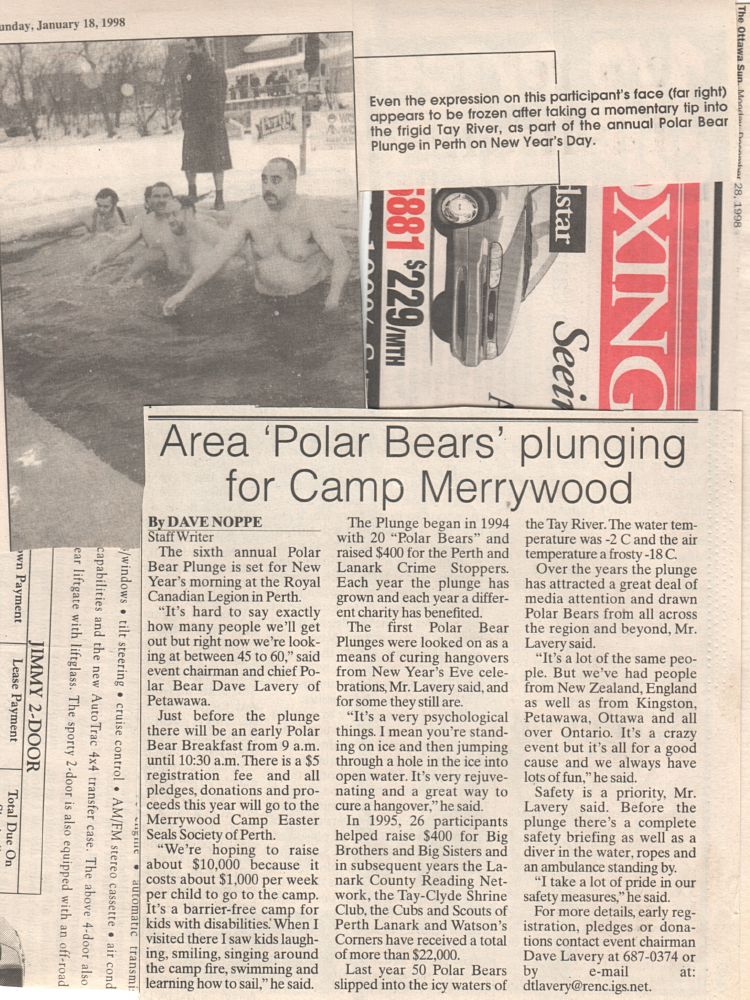 unday, January 18, 1998
The Ottawa Sun, Monday, December 28, 1998
Even the expression on this participant's face (far right)
appears to be frozen after taking a momentary tip into
the frigid Tay River, as part of the annual Polar Bear
Plunge in Perth on New Year's Day.
881 $229/MTH
lstar
Seein
XING
Area 'Polar Bears' plunging
for Camp Merrywood
By DAVE NOPPE
Staff Writer
The sixth annual Polar
Bear Plunge is set for New
Year's morning at the Royal
Canadian Legion in Perth.
"It's hard to say exactly
how many people we'll get
out but right now we're look-
ing at between 45 to 60," said
event chairman and chief Po-
lar Bear Dave Lavery of
Petawawa.
Just before the plunge
there will be an early Polar
Bear Breakfast from 9 a.m.
until 10:30 a.m. There is a $5
registration fee and all
pledges, donations and pro-
ceeds this year will go to the
Merrywood Camp Easter
Seals Society of Perth.
"We're hoping to raise
about $10,000 because it
costs about $1,000 per week
per child to go to the camp.
It's a barrier-free camp for
kids with disabilities. When I
visited there I saw kids laugh-
ing, smiling, singing around
the camp fire, swimming and
learning how to sail," he said.
The Plunge began in 1994
with 20 "Polar Bears" and
raised $400 for the Perth and
Lanark Crime Stoppers.
Each year the plunge has
grown and each year a differ-
ent charity has benefited.
The first Polar Bear
Plunges were looked on as a
means of curing hangovers
from New Year's Eve cele-
brations, Mr. Lavery said, and
for some they still are.
"It's a very psychological
things. I mean you're stand-
ing on ice and then jumping
through a hole in the ice into
open water. It's very rejuve-
nating and a great way to
cure a hangover," he said.
In 1995, 26 participants
helped raise $400 for Big
Brothers and Big Sisters and
in subsequent years the La-
nark County Reading Net-
work, the Tay-Clyde Shrine
Club, the Cubs and Scouts of
Perth Lanark and Watson's
Corners have received a total
of more than $22,000.
Last year 50 Polar Bears
slipped into the icy waters of
the Tay River. The water tem-
perature was -2 C and the air
temperature a frosty -18 C.
Over the years the plunge
has attracted a great deal of
media attention and drawn
Polar Bears from all across
the region and beyond, Mr.
Lavery said.
"It's a lot of the same peo-
ple. But we've had people
from New Zealand, England
as well as from Kingston,
Petawawa, Ottawa and all
over Ontario. It's a crazy
event but it's all for a good
cause and we always have
lots of fun," he said.
Safety is a priority, Mr.
Lavery said. Before the
plunge there's a complete
safety briefing as well as a
diver in the water, ropes and
an ambulance standing by.
"I take a lot of pride in our
safety measures," he said.
For more details, early reg-
istration, pledges or dona-
tions contact event chairman
Dave Lavery at 687-0374 or
by e-mail at:
dtlavery@renc.igs.net.
/windows • tilt steering • cruise control • AM/FM stereo cassette • air cond
capabilities and the new AutoTrac 4x4 transfer case. The above 4-door also
ear liftgate with liftglass. The sporty 2-door is also equipped with an off-road
JIMMY 2-DOOR
wn Payment
Lease Payment
Total Due On